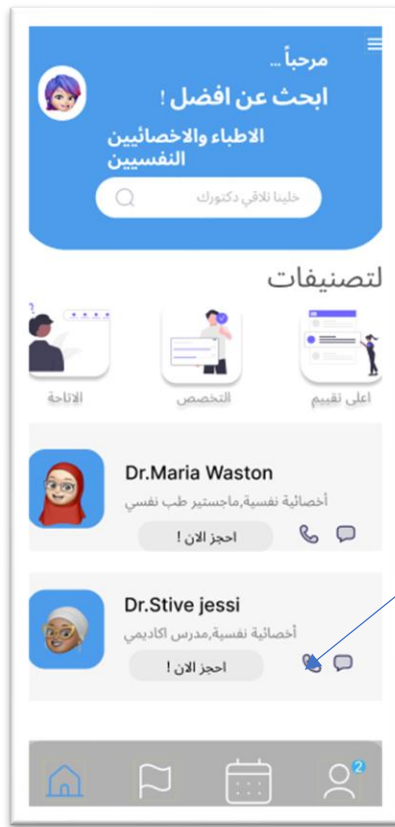 مرحباً ...
ابحث عن افضل !
الاطباء والاخصائيين
النفسيين
خلينا نلاقي دكتورك
لتصنيفات
اعلى تقييم
التخصص
الاتاحة
Dr.Maria Waston
أخصائية نفسية,ماجستير طب نفسي
احجز الان !
Dr.Stive jessi
أخصائية نفسية,مدرس اكاديمي
احجز الان !
2